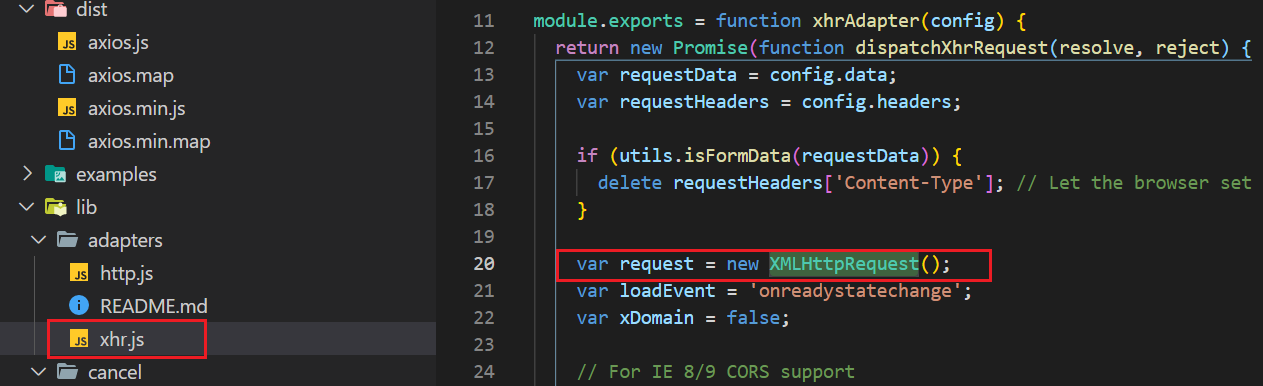 dist
JS axios.js
axios.map
JS axios.min.js
axios.min.map
examples
lib
adapters
JS http.js
README.md
JS xhr.js
cancel
11 module.exports = function xhrAdapter(config) {
12 return new Promise(function dispatchXhrRequest(resolve, reject) {
13 var requestData = config.data;
14 var requestHeaders = config.headers;
15
16 if (utils.isFormData(requestData)) {
17 delete requestHeaders['Content-Type']; // Let the browser set
18 }
19
20 var request = new XMLHttpRequest();
21 var loadEvent = 'onreadystatechange';
22 var xDomain = false;
23
24 // For IE 8/9 CORS support